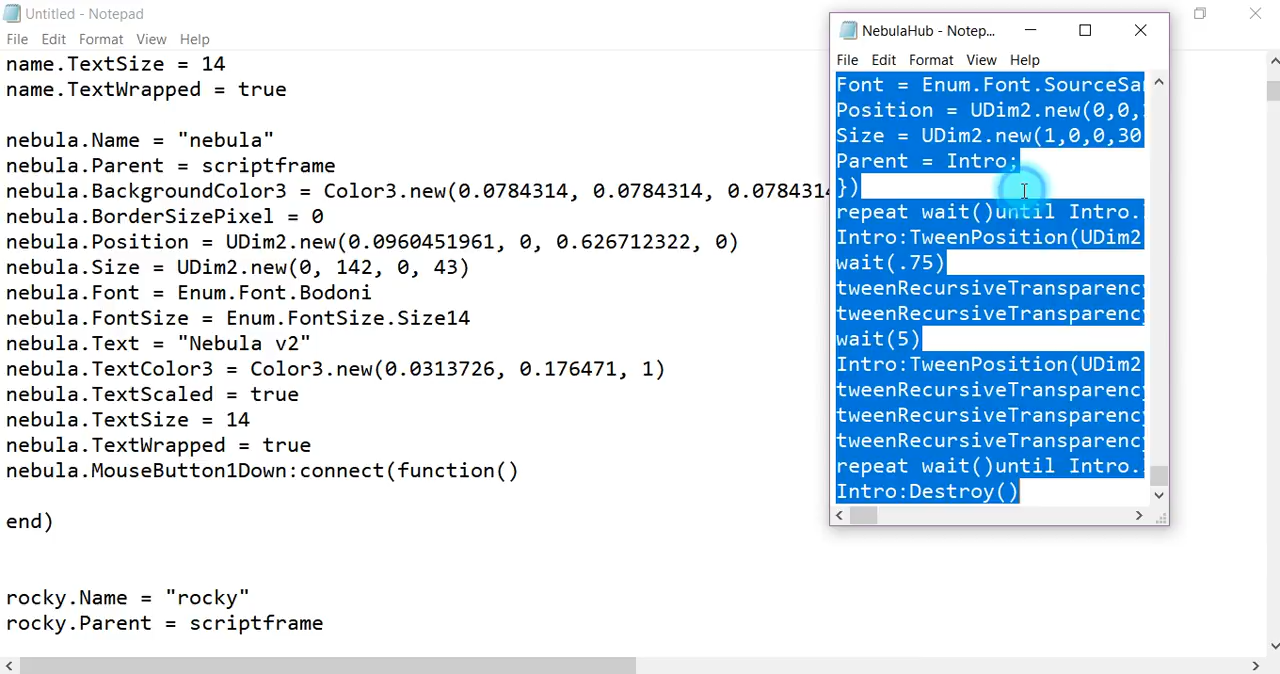 Untitled - Notepad
File Edit Format View Help
name.TextSize = 14
name.TextWrapped = true
nebula.Name = "nebula"
nebula.Parent = scriptframe
nebula.BackgroundColor3 = Color3.new(0.0784314, 0.0784314, 0.0784314
nebula.BorderSizePixel = 0
nebula.Position = UDim2.new(0.0960451961, 0, 0.626712322, 0)
nebula.Size = UDim2.new(0, 142, 0, 43)
nebula.Font = Enum.Font.Bodoni
nebula.FontSize = Enum.FontSize.Size14
nebula.Text = "Nebula v2"
nebula.TextColor3 = Color3.new(0.0313726, 0.176471, 1)
nebula.TextScaled = true
nebula.TextSize = 14
nebula.TextWrapped = true
nebula.MouseButton1Down:connect(function()
end)
rocky.Name = "rocky"
rocky.Parent = scriptframe
NebulaHub - Notep...
File Edit Format View Help
Font = Enum.Font.SourceSa
Position = UDim2.new(0,0,
Size = UDim2.new(1,0,0,30
Parent = Intro;
})
repeat wait()until Intro.
Intro:TweenPosition(UDim2
wait(.75)
tweenRecursiveTransparenc
tweenRecursiveTransparenc
wait(5)
Intro:TweenPosition(UDim2
tweenRecursiveTransparenc
tweenRecursiveTransparenc
tweenRecursiveTransparenc
repeat wait()until Intro.
Intro:Destroy()